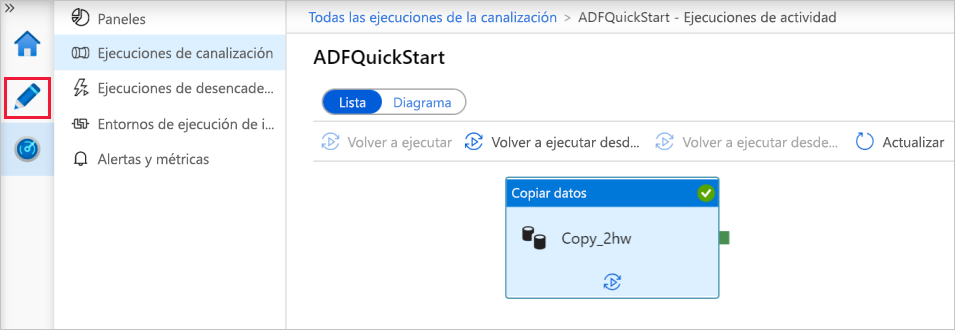 Paneles
Ejecuciones de canalización
Ejecuciones de desencade...
Entornos de ejecución de i...
Alertas y métricas
Todas las ejecuciones de la canalización > ADFQuickStart - Ejecuciones de actividad
ADFQuickStart
Lista Diagrama
Volver a ejecutar Volver a ejecutar desd... Volver a ejecutar desde... Actualizar
Copiar datos
Copy_2hw